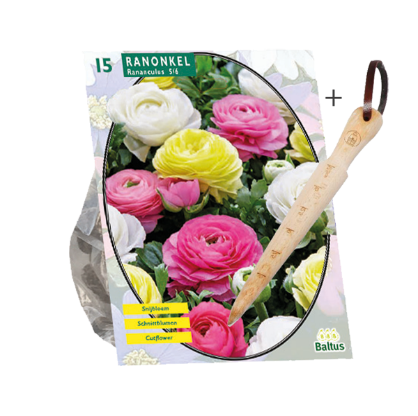 15
RANONKEL
Ranunculus 5/6
+
Snijbloem
Schnittblumen
Cutflower
Baltus